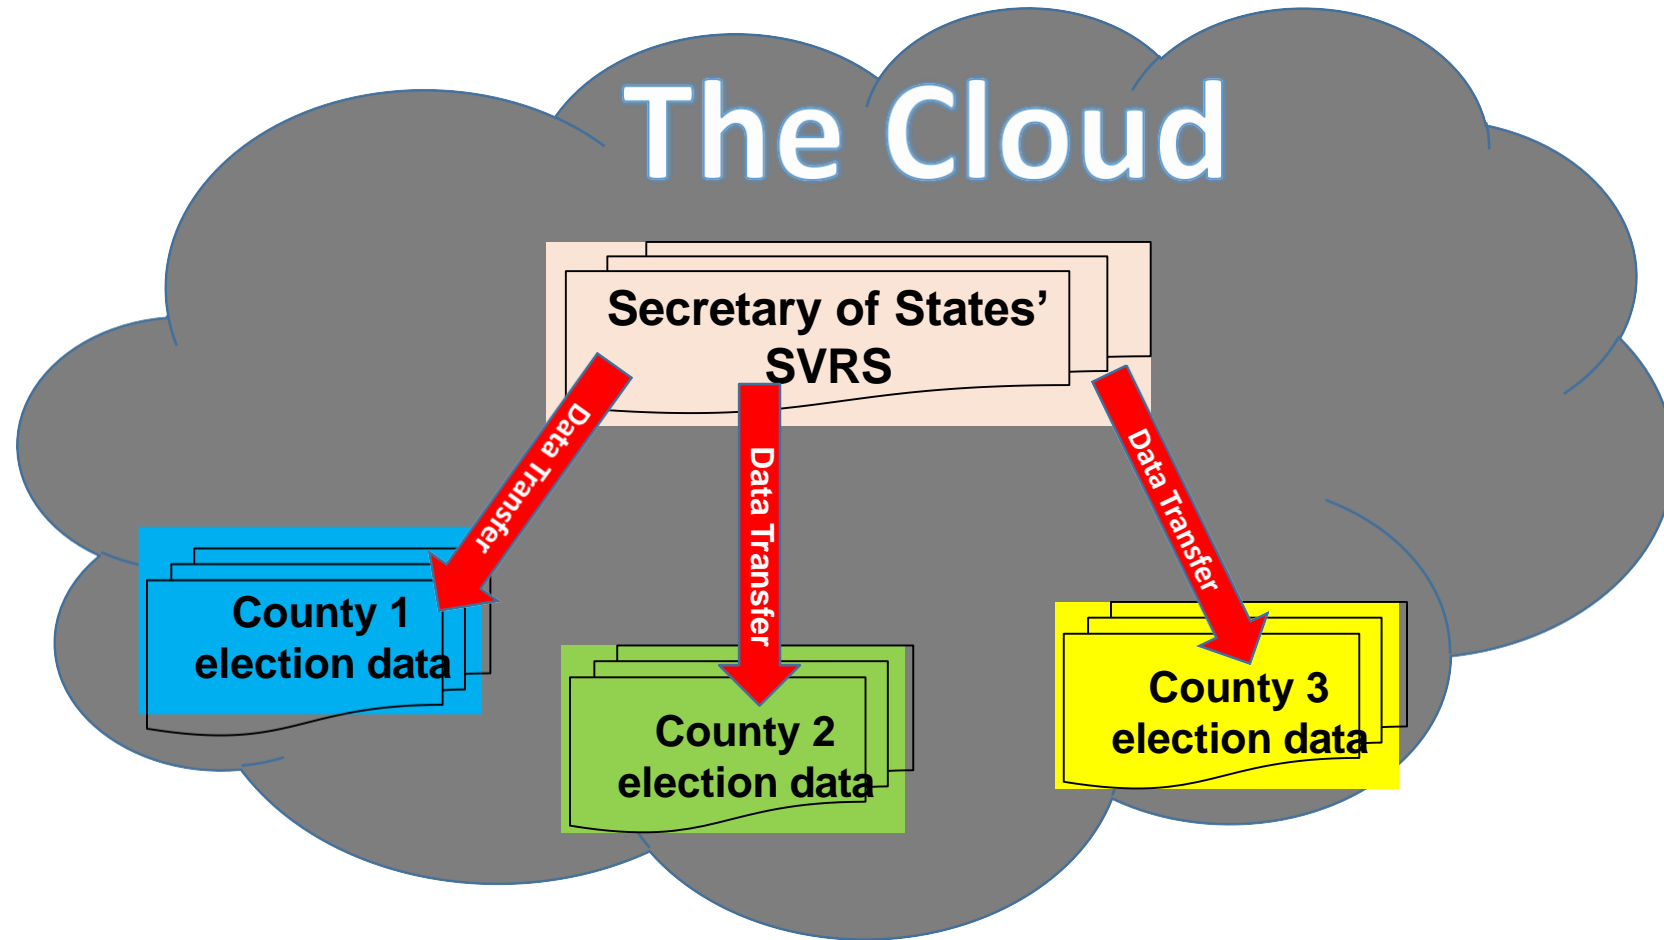 The Cloud
Secretary of States’
SVRS
Data Transfer
Data Transfer
Data Transfer
County 1
election data
County 2
election data
County 3
election data